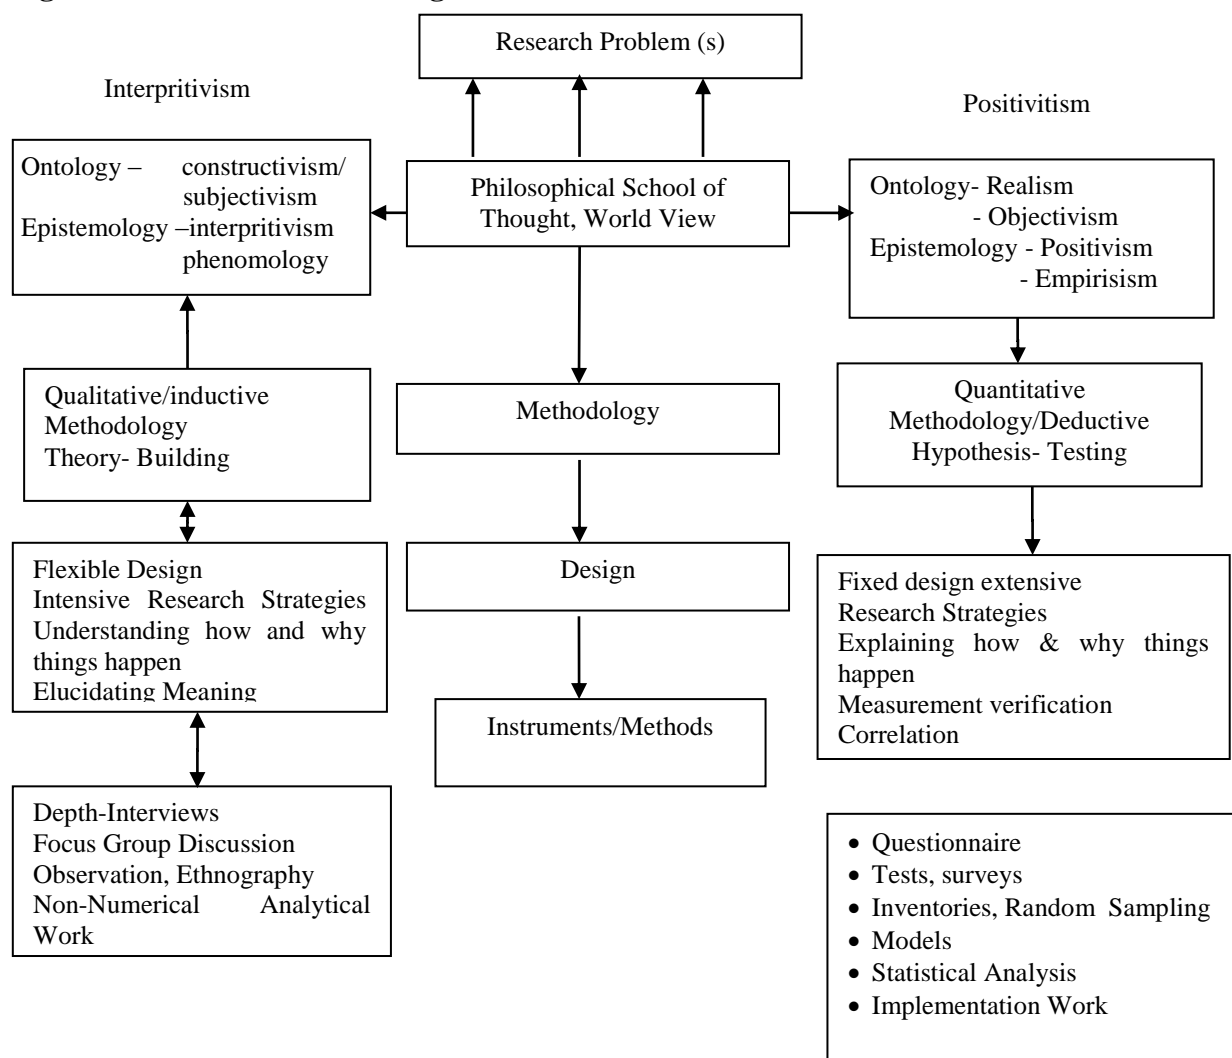 Research Problem (s)
Interpritivism
Positivitism
Ontology – constructivism/
subjectivism
Epistemology –interpritivism
phenomology
Philosophical School of
Thought, World View
Ontology- Realism
- Objectivism
Epistemology - Positivism
- Empirisism
Qualitative/inductive
Methodology
Theory- Building
Methodology
Quantitative
Methodology/Deductive
Hypothesis- Testing
Flexible Design
Intensive Research Strategies
Understanding how and why
things happen
Elucidating Meaning
Design
Fixed design extensive
Research Strategies
Explaining how & why things
happen
Measurement verification
Correlation
Instruments/Methods
Depth-Interviews
Focus Group Discussion
Observation, Ethnography
Non-Numerical Analytical
Work
• Questionnaire
• Tests, surveys
• Inventories, Random Sampling
• Models
• Statistical Analysis
• Implementation Work